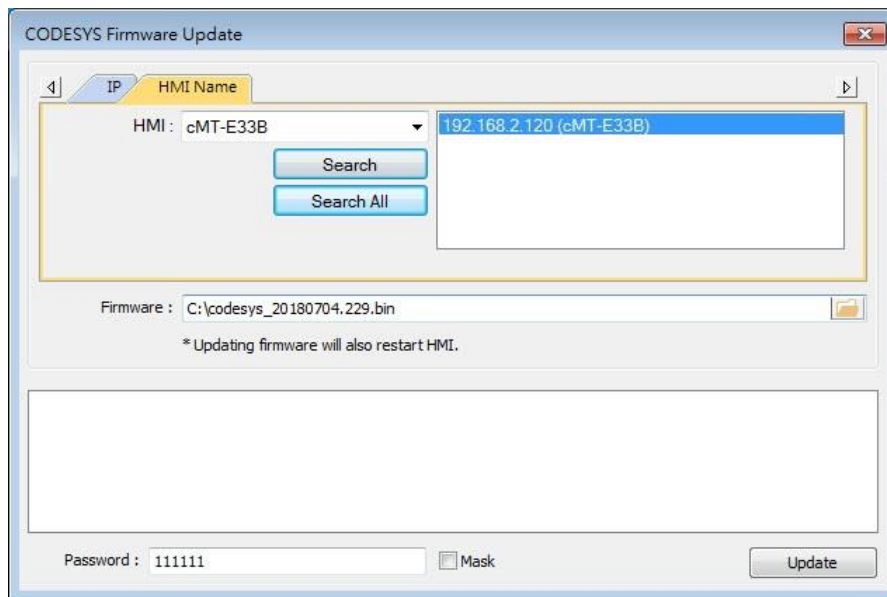 CODESYS Firmware Update
IP
HMI Name
HMI : cMT-E33B
192.168.2.120 (cMT-E33B)
Search
Search All
Firmware : C:\codesys_20180704.229.bin
* Updating firmware will also restart HMI.
Password : 111111
Mask
Update